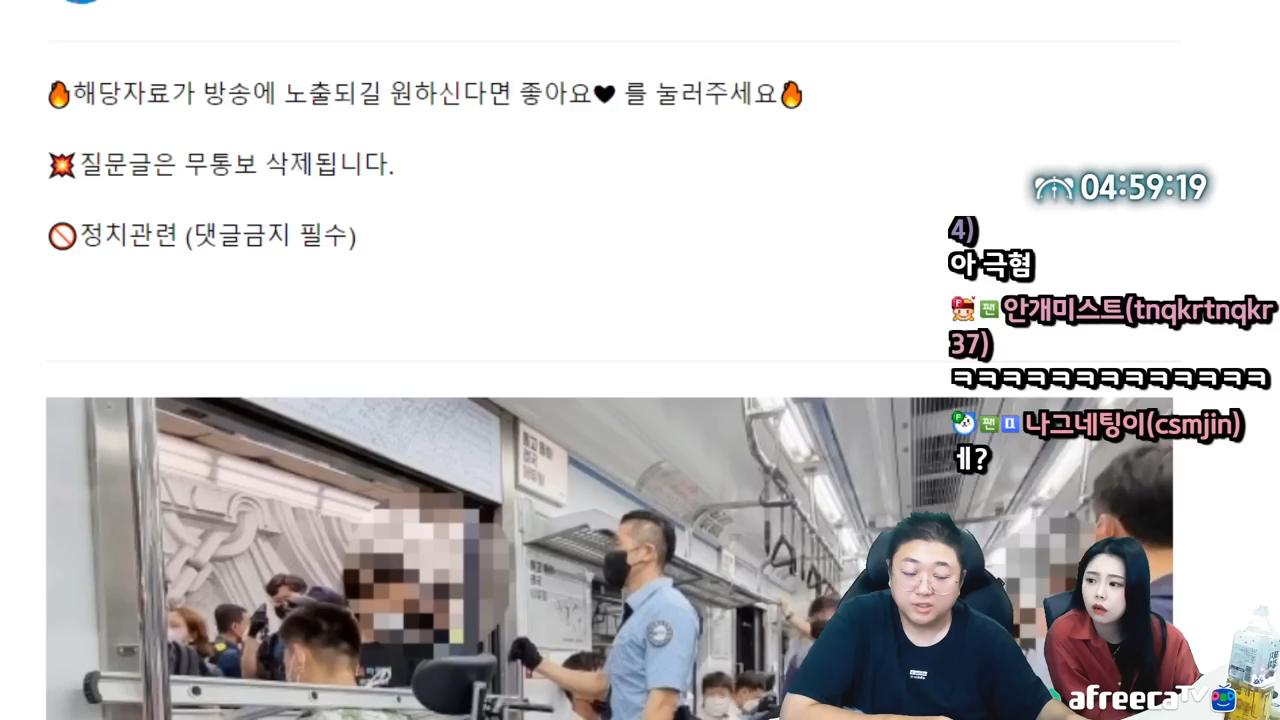 🔥해당자료가 방송에 노출되길 원하신다면 좋아요🖤 를 눌러주세요🔥
💥질문글은 무통보 삭제됩니다.
🚫정치관련 (댓글금지 필수)
04:59:19
4)
아 극혐
팬 안개미스트(tnqkrtnqkr
37)
ㅋㅋㅋㅋㅋㅋㅋㅋㅋㅋㅋㅋㅋ
팬 n 나그네팅이(csmjin)
네?
afreecaTV